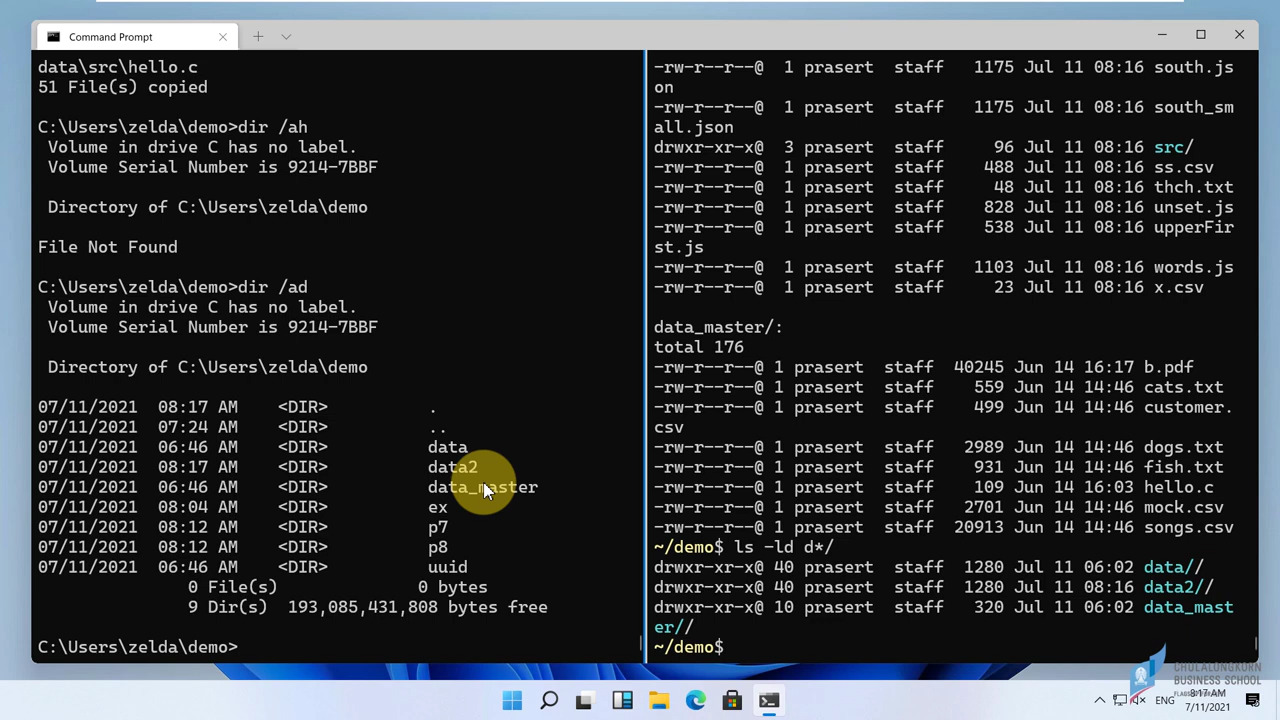 Command Prompt
data\src\hello.c
51 File(s) copied
C:\Users\zelda\demo>dir /ah
 Volume in drive C has no label.
 Volume Serial Number is 9214-7BBF
 Directory of C:\Users\zelda\demo
File Not Found
C:\Users\zelda\demo>dir /ad
 Volume in drive C has no label.
 Volume Serial Number is 9214-7BBF
 Directory of C:\Users\zelda\demo
07/11/2021  08:17 AM    <DIR>          .
07/11/2021  07:24 AM    <DIR>          ..
07/11/2021  06:46 AM    <DIR>          data
07/11/2021  08:17 AM    <DIR>          data2
07/11/2021  06:46 AM    <DIR>          data_master
07/11/2021  08:04 AM    <DIR>          ex
07/11/2021  08:12 AM    <DIR>          p7
07/11/2021  08:12 AM    <DIR>          p8
07/11/2021  06:46 AM    <DIR>          uuid
               0 File(s)              0 bytes
               9 Dir(s)  193,085,431,808 bytes free
C:\Users\zelda\demo>
-rw-r--r--@  1 prasert  staff   1175 Jul 11 08:16 south.js
on
-rw-r--r--@  1 prasert  staff   1175 Jul 11 08:16 south_sm
all.json
drwxr-xr-x@  3 prasert  staff     96 Jul 11 08:16 src/
-rw-r--r--@  1 prasert  staff    488 Jul 11 08:16 ss.csv
-rw-r--r--@  1 prasert  staff     48 Jul 11 08:16 thch.txt
-rw-r--r--@  1 prasert  staff    828 Jul 11 08:16 unset.js
-rw-r--r--@  1 prasert  staff    538 Jul 11 08:16 upperFir
st.js
-rw-r--r--@  1 prasert  staff   1103 Jul 11 08:16 words.js
-rw-r--r--@  1 prasert  staff     23 Jul 11 08:16 x.csv
data_master/:
total 176
-rw-r--r--@ 1 prasert  staff  40245 Jun 14 16:17 b.pdf
-rw-r--r--@ 1 prasert  staff    559 Jun 14 14:46 cats.txt
-rw-r--r--@ 1 prasert  staff    499 Jun 14 14:46 customer.
csv
-rw-r--r--@ 1 prasert  staff   2989 Jun 14 14:46 dogs.txt
-rw-r--r--@ 1 prasert  staff    931 Jun 14 14:46 fish.txt
-rw-r--r--@ 1 prasert  staff    109 Jun 14 16:03 hello.c
-rw-r--r--@ 1 prasert  staff   2701 Jun 14 14:46 mock.csv
-rw-r--r--@ 1 prasert  staff  20913 Jun 14 14:46 songs.csv
~/demo$ ls -ld d*/
drwxr-xr-x@ 40 prasert  staff  1280 Jul 11 06:02 data//
drwxr-xr-x@ 40 prasert  staff  1280 Jul 11 08:16 data2//
drwxr-xr-x@ 10 prasert  staff   320 Jul 11 06:02 data_mast
er//
~/demo$
CHULALONGKORN
BUSINESS SCHOOL
ENG
8:17 AM
7/11/2021